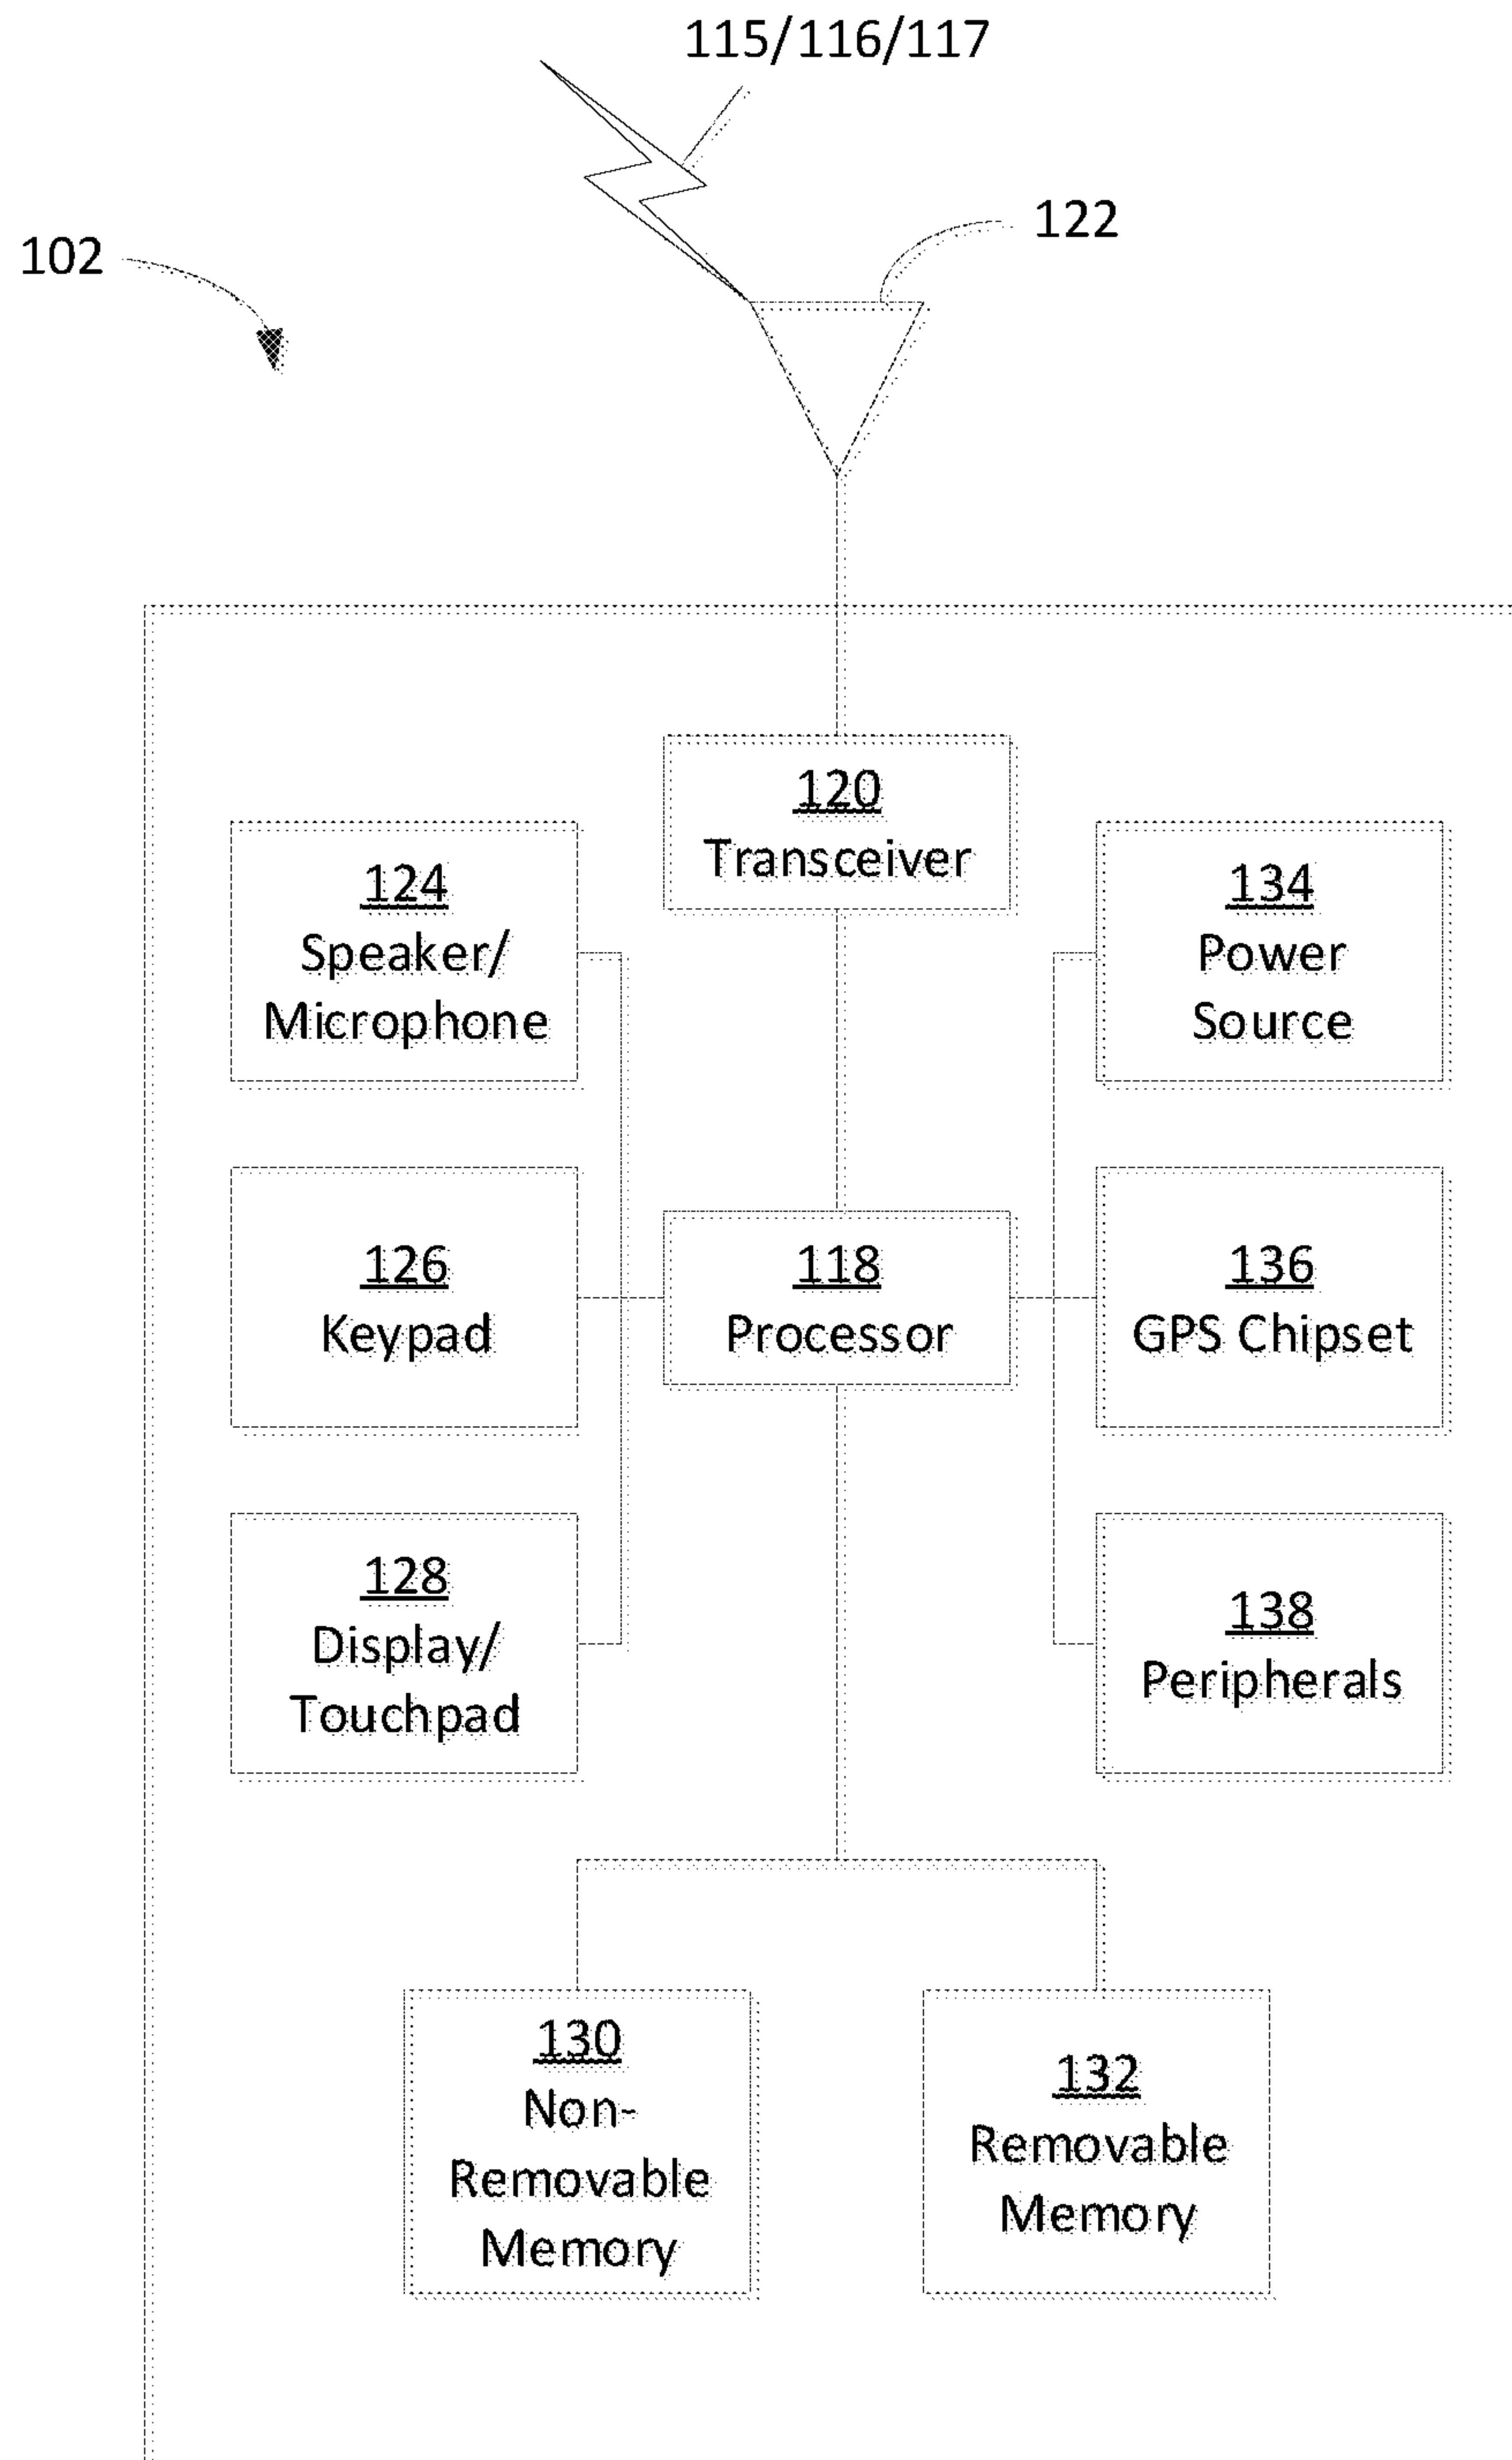 115/116/117
122
102
120
Transceiver
124
Speaker/
Microphone
134
Power
Source
126
Keypad
118
Processor
136
GPS Chipset
128
Display/
Touchpad
138
Peripherals
130
Non-
Removable
Memory
132
Removable
Memory